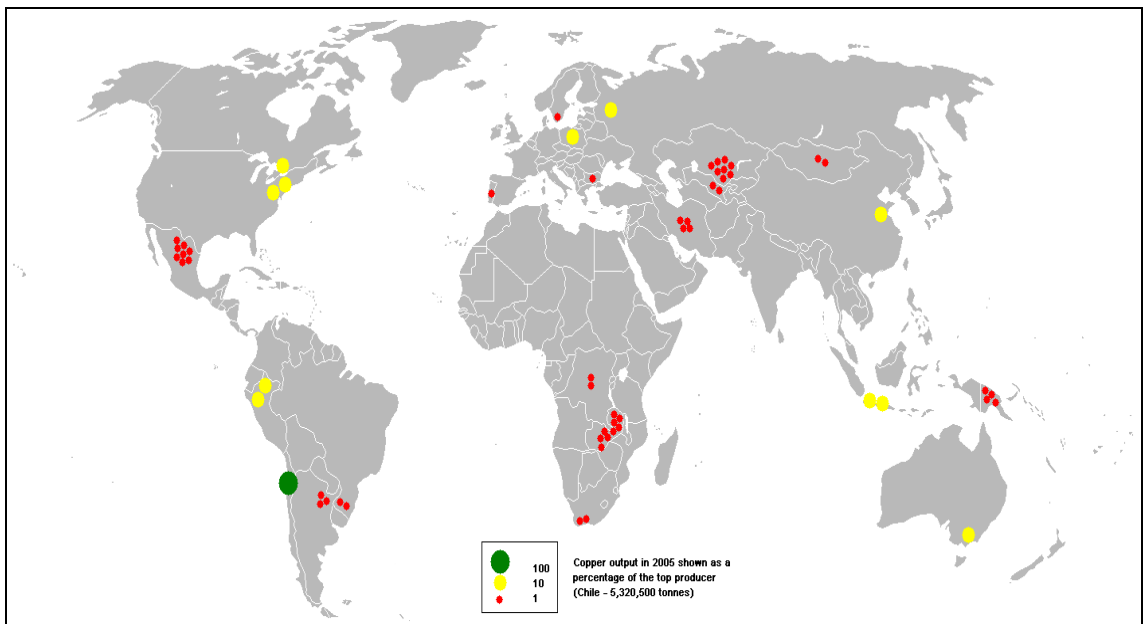 100
10
1
Copper output in 2005 shown as a
percentage of the top producer
(Chile - 5,320,500 tonnes)